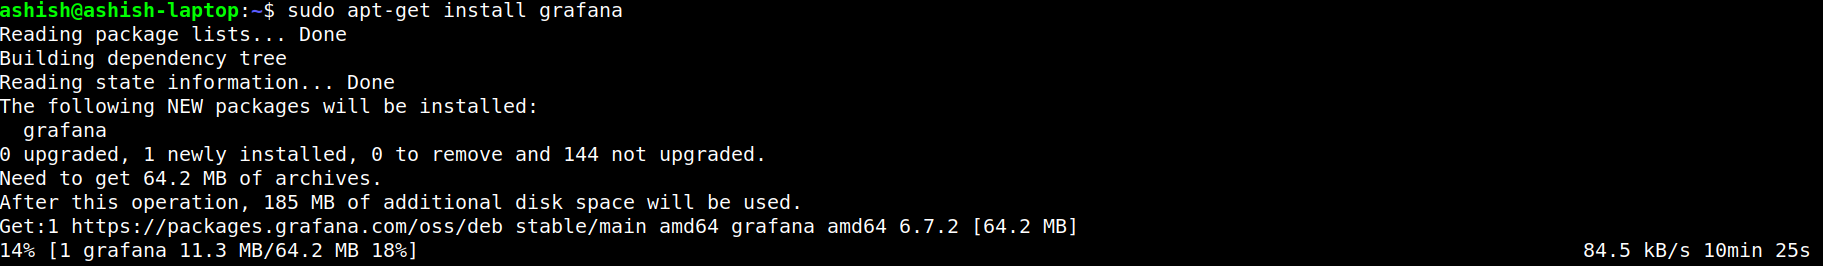 ashish@ashish-laptop:~$ sudo apt-get install grafana
Reading package lists... Done
Building dependency tree
Reading state information... Done
The following NEW packages will be installed:
  grafana
0 upgraded, 1 newly installed, 0 to remove and 144 not upgraded.
Need to get 64.2 MB of archives.
After this operation, 185 MB of additional disk space will be used.
Get:1 https://packages.grafana.com/oss/deb stable/main amd64 grafana amd64 6.7.2 [64.2 MB]
14% [1 grafana 11.3 MB/64.2 MB 18%] 84.5 kB/s 10min 25s